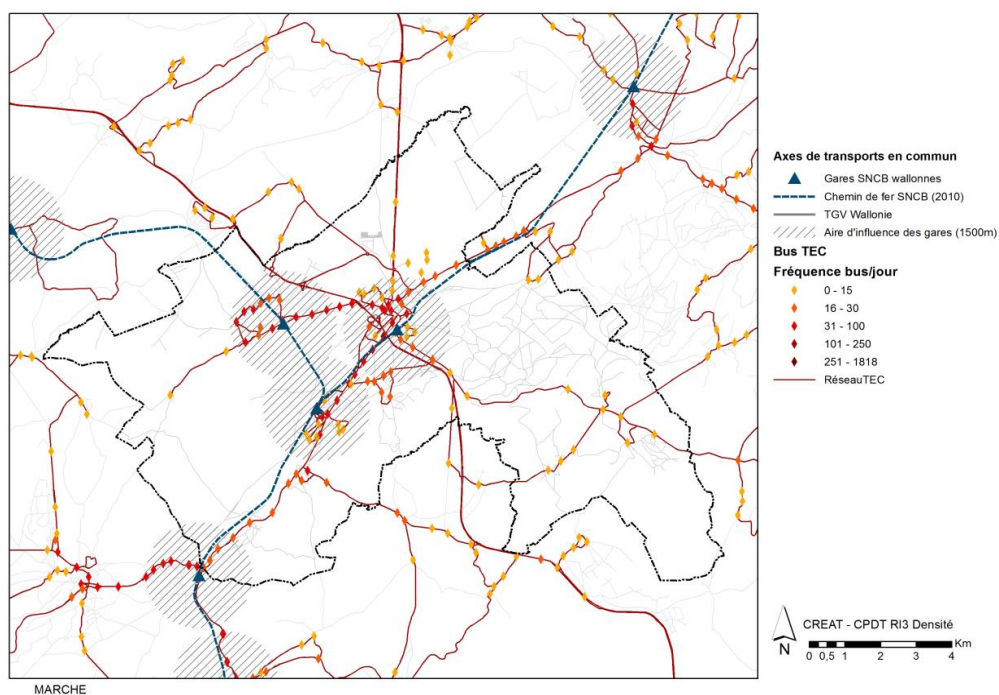 Axes de transports en commun
Gares SNCB wallonnes
Chemin de fer SNCB (2010)
TGV Wallonie
Aire d'influence des gares (1500m)
Bus TEC
Fréquence bus/jour
0 - 15
16 - 30
31 - 100
101 - 250
251 - 1818
RéseauTEC
CREAT - CPDT RI3 Densité
Km
N
0 0,5 1 2 3 4
MARCHE